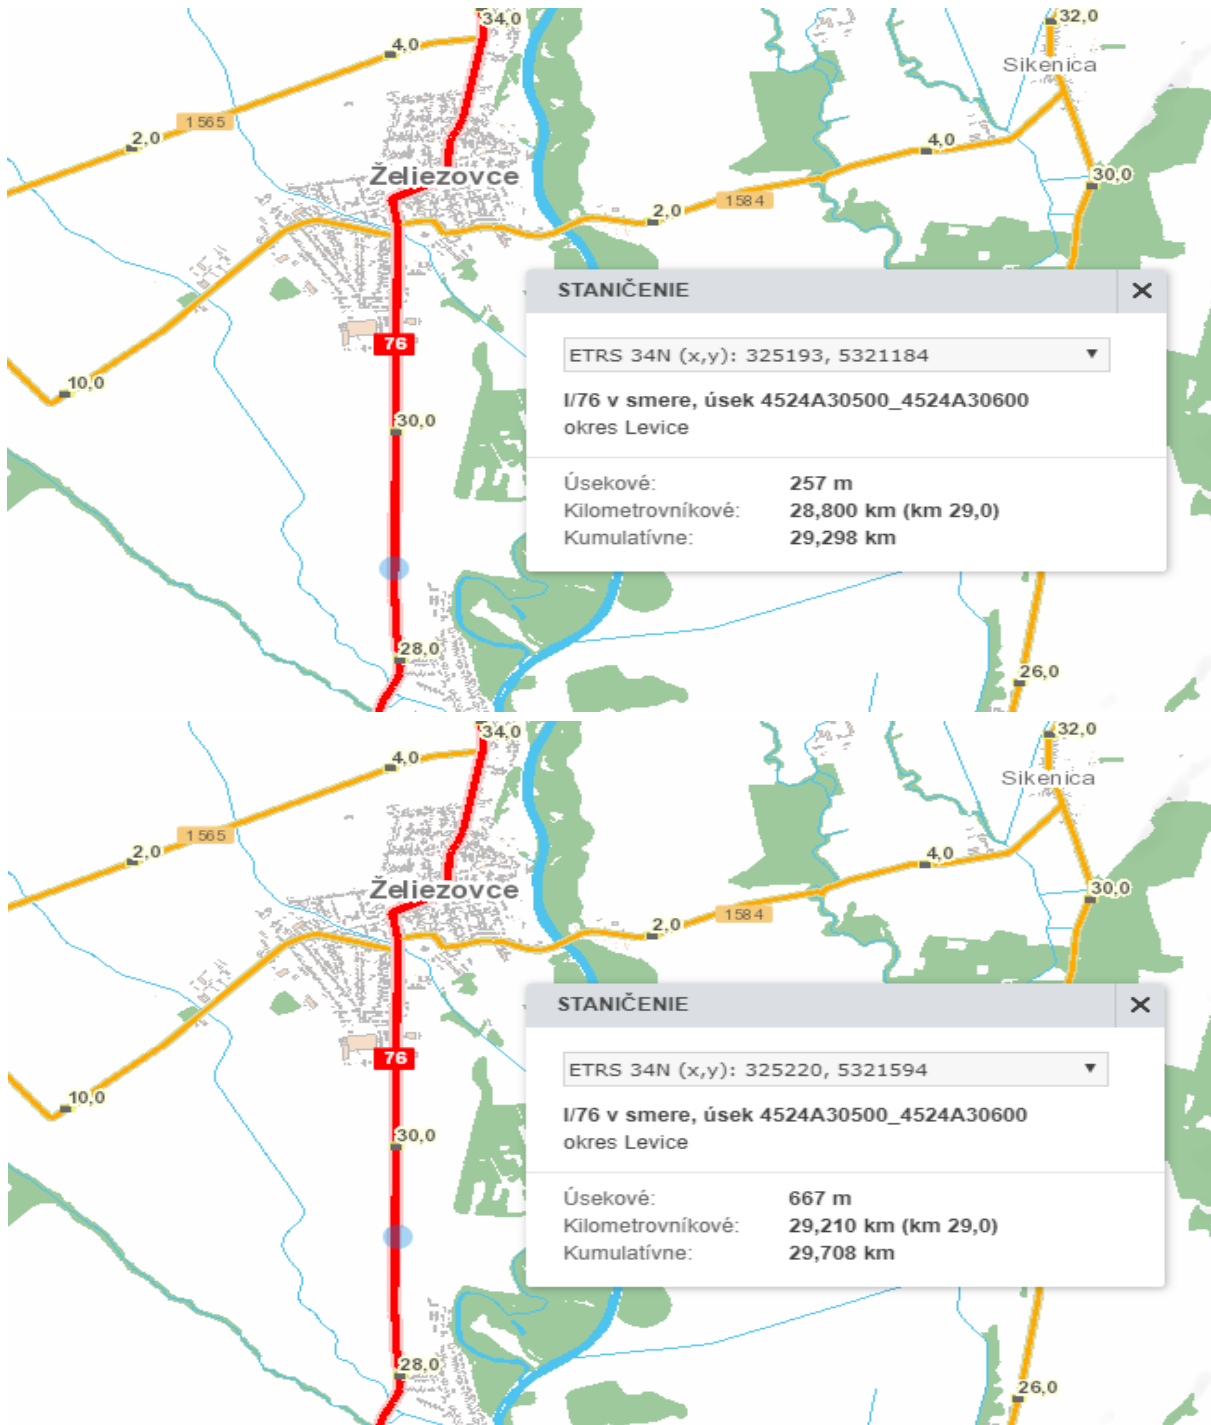 34,0
32,0
4,0
Sikenica
1565
2,0
4,0
Želiezovce
30,0
1584
2,0
STANIČENIE
76
ETRS 34N (x,y): 325193, 5321184
10,0
I/76 v smere, úsek 4524A30500_4524A30600
30,0
okres Levice
Úsekové: 257 m
Kilometrovníkové: 28,800 km (km 29,0)
Kumulatívne: 29,298 km
28,0
26,0
34,0
32,0
4,0
Sikenica
1565
2,0
4,0
Želiezovce
30,0
1584
2,0
STANIČENIE
76
ETRS 34N (x,y): 325220, 5321594
10,0
I/76 v smere, úsek 4524A30500_4524A30600
30,0
okres Levice
Úsekové: 667 m
Kilometrovníkové: 29,210 km (km 29,0)
Kumulatívne: 29,708 km
28,0
26,0